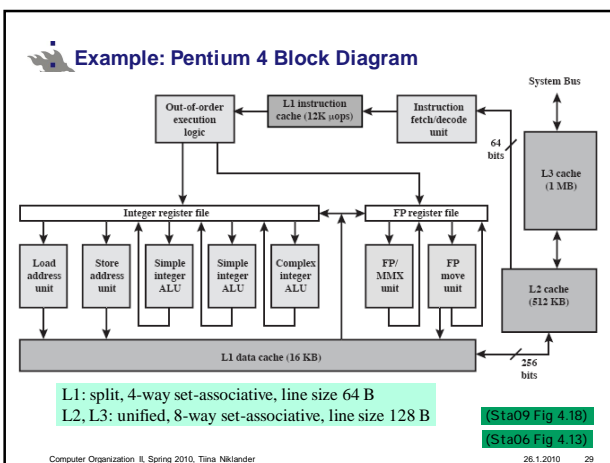 Example: Pentium 4 Block Diagram
System Bus
Out-of-order
execution
logic
L1 instruction
cache (12K μops)
Instruction
fetch/decode
unit
64
bits
L3 cache
(1 MB)
Integer register file
FP register file
Load
address
unit
Store
address
unit
Simple
integer
ALU
Simple
integer
ALU
Complex
integer
ALU
FP/
MMX
unit
FP
move
unit
L2 cache
(512 KB)
L1 data cache (16 KB)
256
bits
L1: split, 4-way set-associative, line size 64 B
L2, L3: unified, 8-way set-associative, line size 128 B
(Sta09 Fig 4.18)
(Sta06 Fig 4.13)
Computer Organization II, Spring 2010, Tiina Niklander
26.1.2010
29